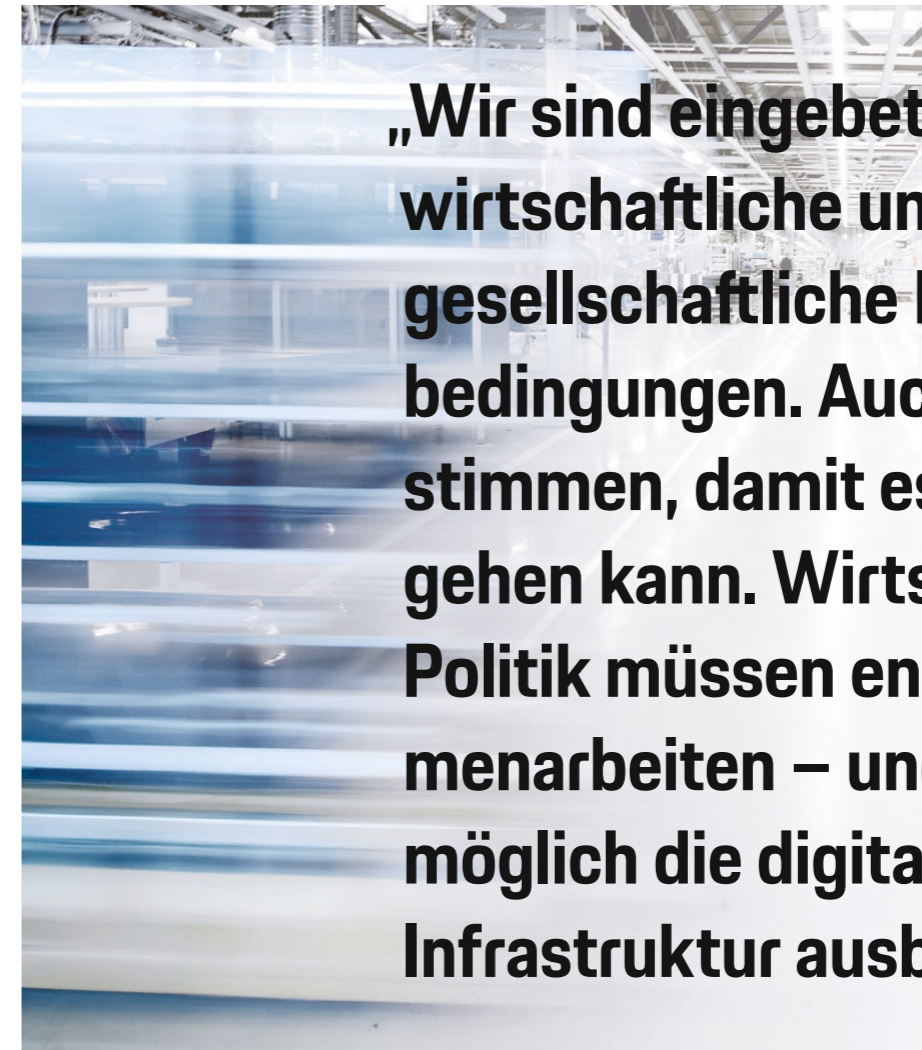 „Wir sind eingebet
wirtschaftliche un
gesellschaftliche
bedingungen. Auc
stimmen, damit es
gehen kann. Wirts
Politik müssen en
menarbeiten – un
möglich die digita
Infrastruktur ausb